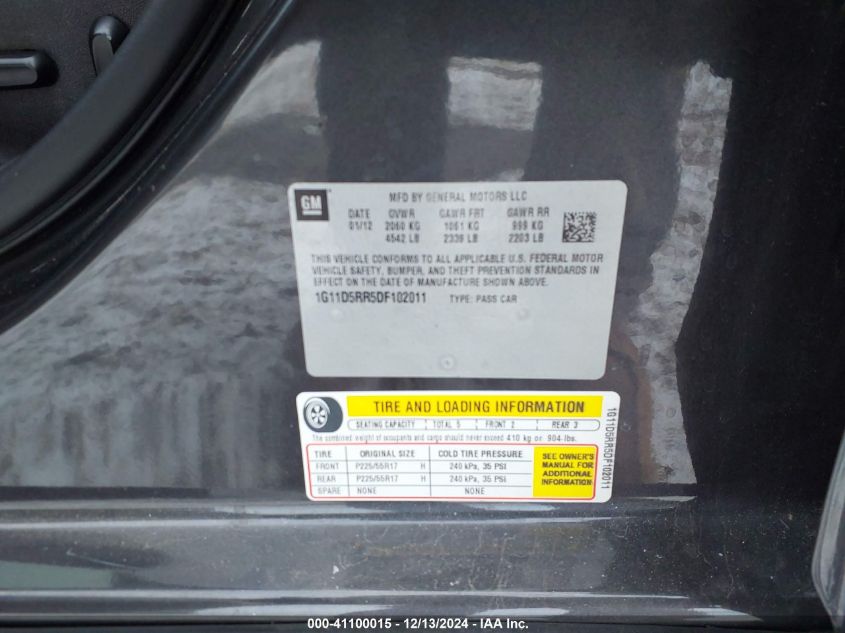 GM
MFD BY GENERAL MOTORS LLC
DATE GVWR GAWR FRT GAWR RR
01/12 2060 KG 1061 KG 999 KG
4542 LB 2339 LB 2203 LB
THIS VEHICLE CONFORMS TO ALL APPLICABLE U.S. FEDERAL MOTOR
VEHICLE SAFETY, BUMPER, AND THEFT PREVENTION STANDARDS IN
EFFECT ON THE DATE OF MANUFACTURE SHOWN ABOVE.
1G11D5RR5DF102011 TYPE: PASS CAR
TIRE AND LOADING INFORMATION
SEATING CAPACITY TOTAL 5 FRONT 2 REAR 3
The combined weight of occupants and cargo should never exceed 410 kg or 904 lbs.
TIRE ORIGINAL SIZE COLD TIRE PRESSURE
FRONT P225/55R17 H 240 kPa, 35 PSI
REAR P225/55R17 H 240 kPa, 35 PSI
SPARE NONE NONE
SEE OWNER'S
MANUAL FOR
ADDITIONAL
INFORMATION
1G11D5RR5DF102011
000-41100015 - 12/13/2024 - IAA Inc.